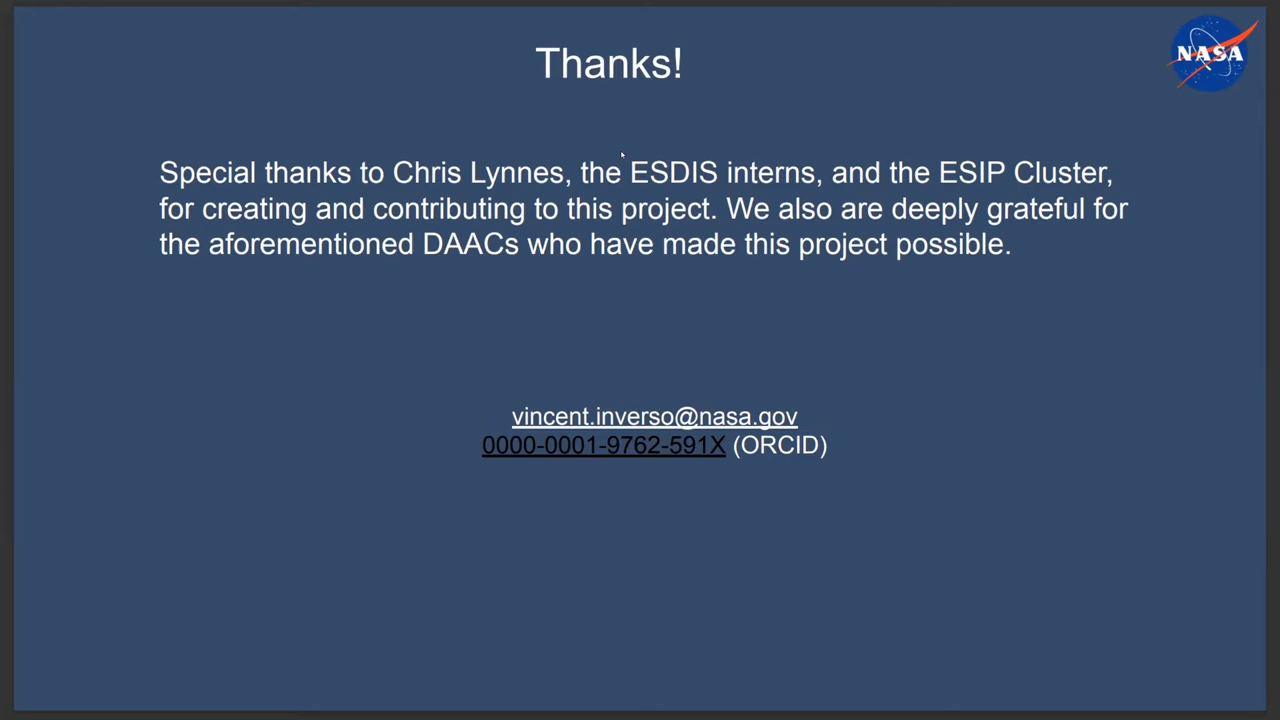 Thanks!
NASA
Special thanks to Chris Lynnes, the ESDIS interns, and the ESIP Cluster,
for creating and contributing to this project. We also are deeply grateful for
the aforementioned DAACs who have made this project possible.
vincent.inverso@nasa.gov
0000-0001-9762-591X (ORCID)